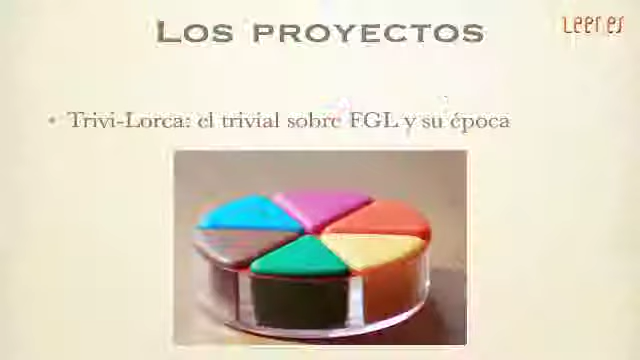 Los proyectos
Leer.es
• Trivi-Lorca: el trivial sobre FGL y su época